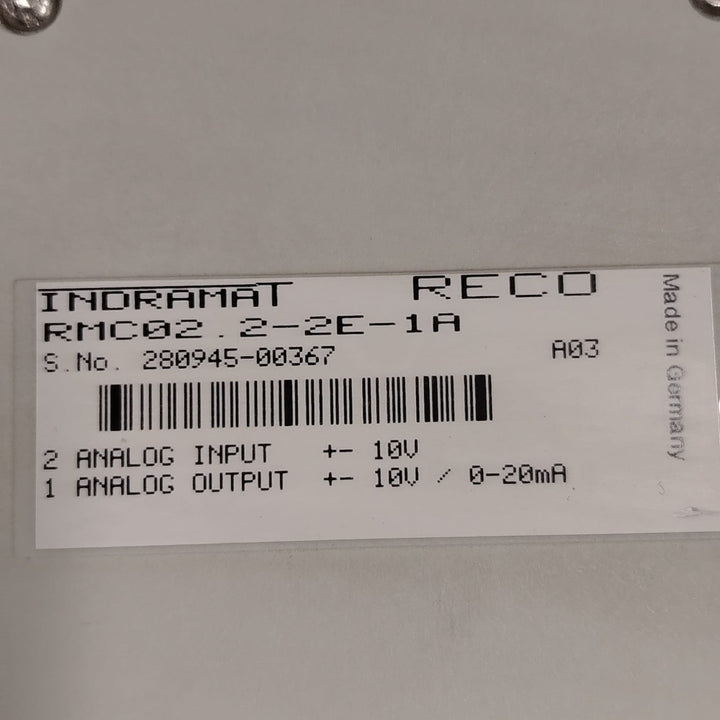 INDRAMAT RECO
RMC02.2-2E-1A
S.No. 280945-00367 A03
2 ANALOG INPUT +- 10V
1 ANALOG OUTPUT +- 10V / 0-20mA
Made in Germany